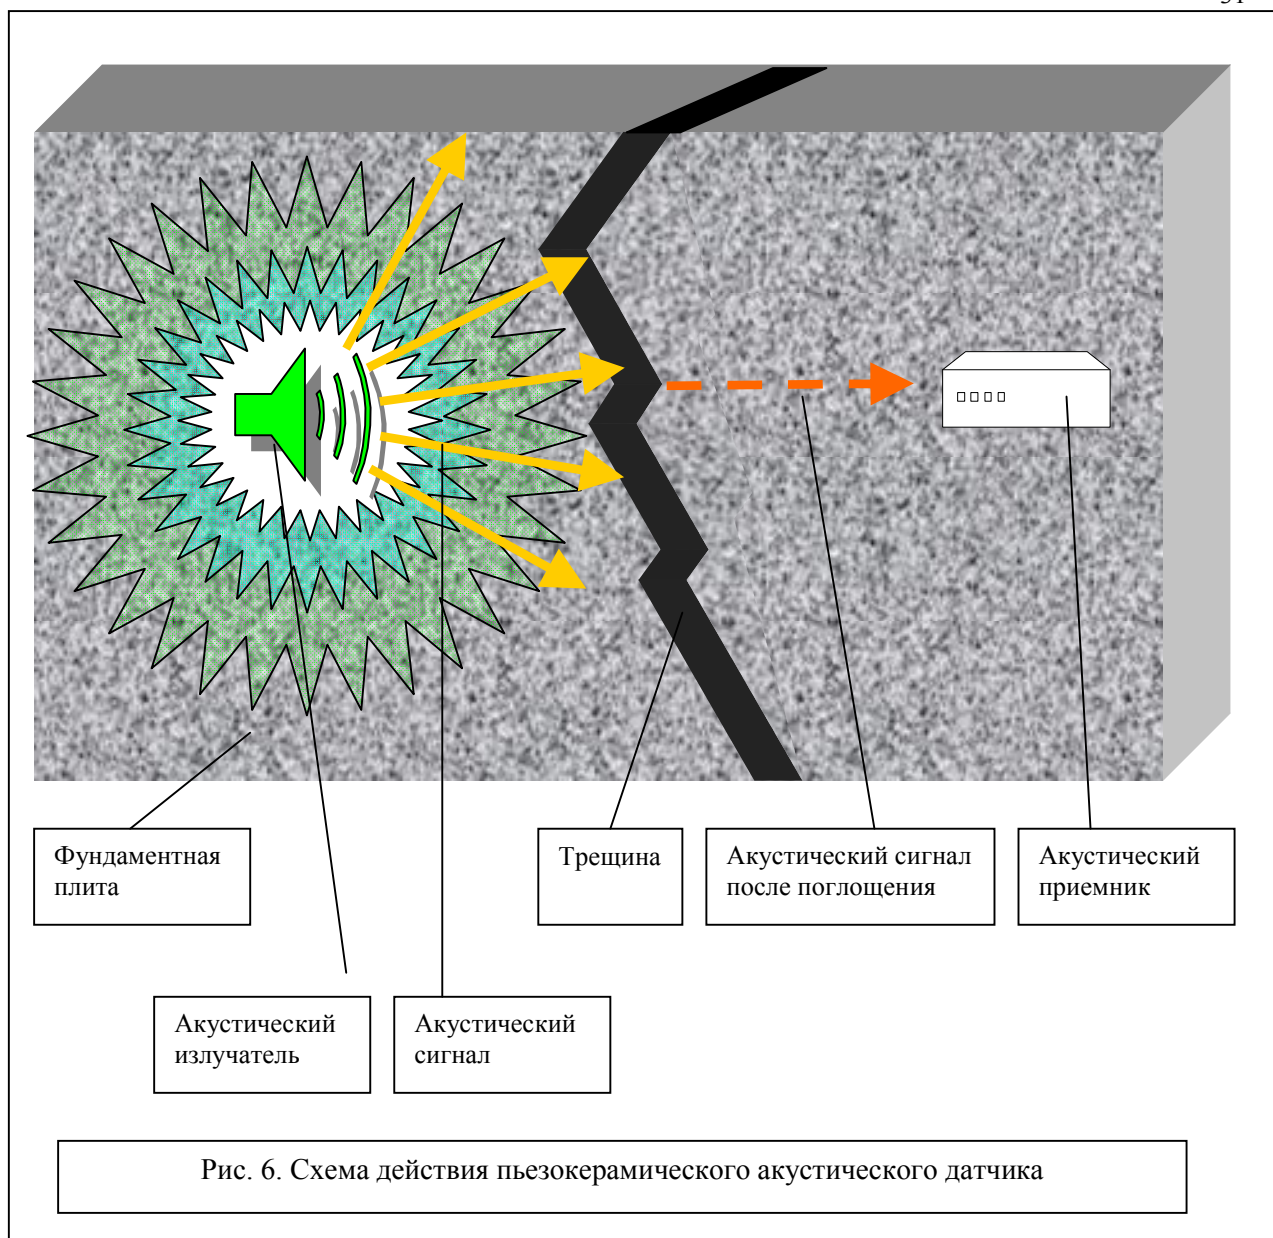 Фундаментная
плита
Трещина
Акустический сигнал
после поглощения
Акустический
приемник
Акустический
излучатель
Акустический
сигнал
Рис. 6. Схема действия пьезокерамического акустического датчика